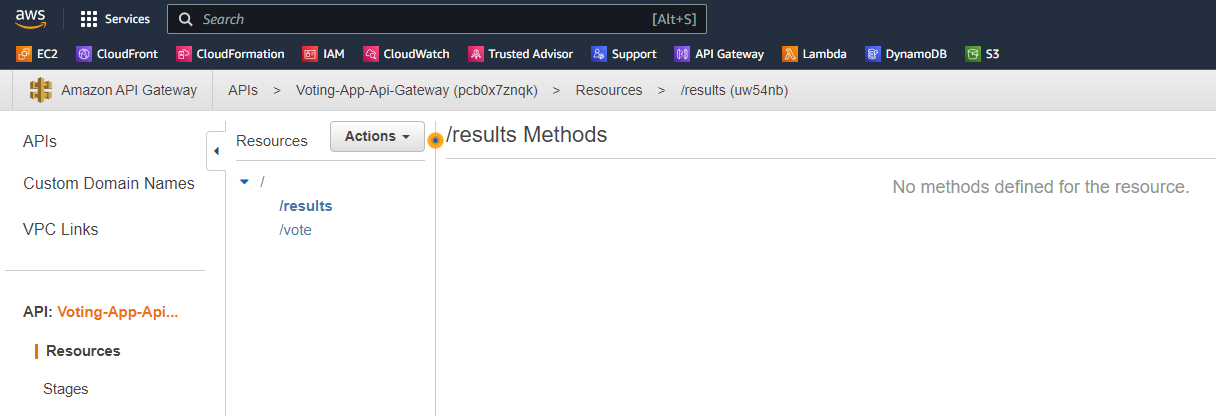 aws
Services
Search
[Alt+S]
EC2 CloudFront CloudFormation IAM CloudWatch Trusted Advisor Support API Gateway Lambda DynamoDB S3
Amazon API Gateway APIs > Voting-App-Api-Gateway (pcb0x7znqk) > Resources > /results (uw54nb)
APIs
Custom Domain Names
VPC Links
API: Voting-App-Api...
Resources
Stages
Resources
Actions
/
/results
/vote
/results Methods
No methods defined for the resource.